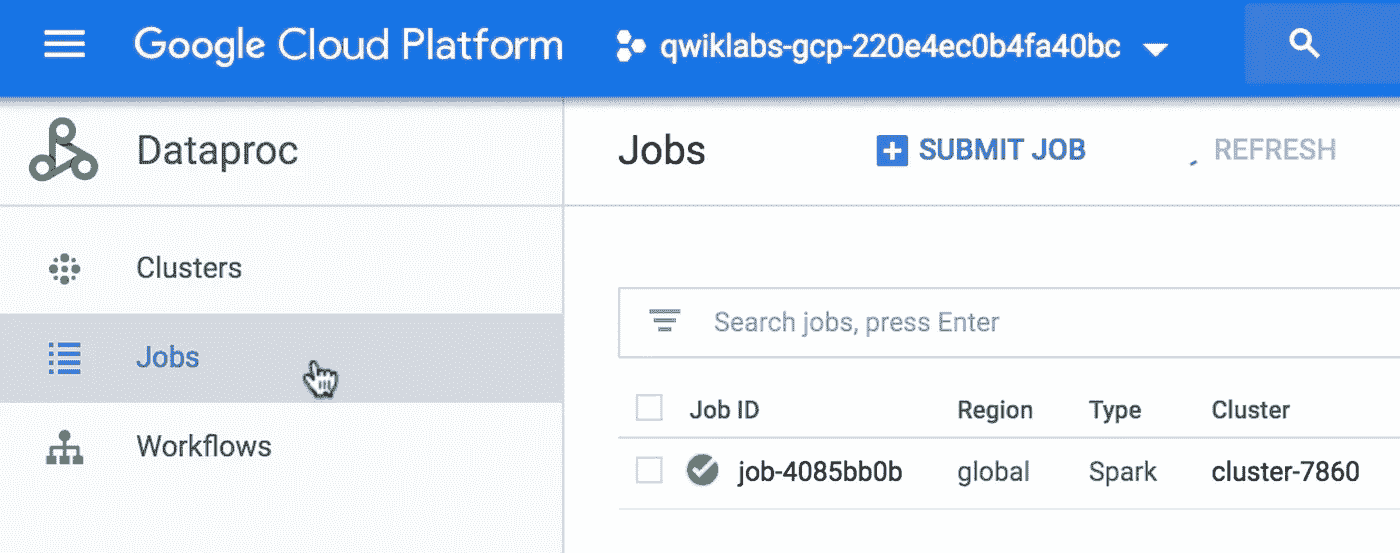 Google Cloud Platform qwiklabs-gcp-220e4ec0b4fa40bc
Dataproc
Jobs SUBMIT JOB REFRESH
Clusters
Jobs
Workflows
Search jobs, press Enter
Job ID Region Type Cluster
job-4085bb0b global Spark cluster-7860